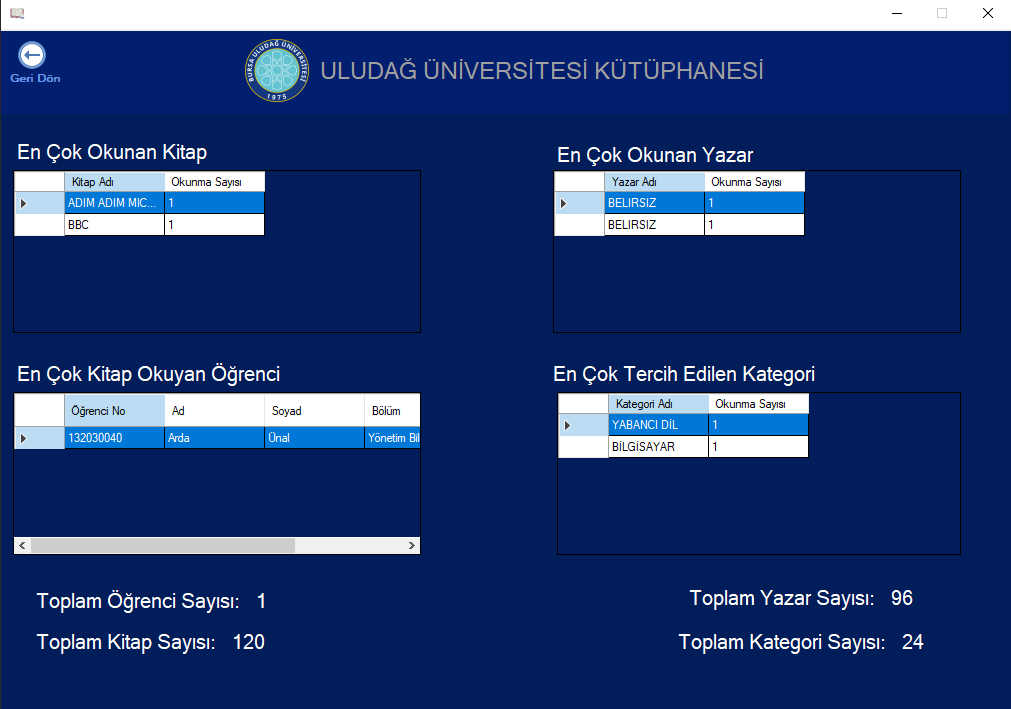 Geri Dön
BURSA ULUDAĞ ÜNİVERSİTESİ
1975
ULUDAĞ ÜNİVERSİTESİ KÜTÜPHANESİ
En Çok Okunan Kitap
Kitap Adı Okunma Sayısı
ADIM ADIM MIC... 1
BBC 1
En Çok Okunan Yazar
Yazar Adı Okunma Sayısı
BELIRSIZ 1
BELIRSIZ 1
En Çok Kitap Okuyan Öğrenci
Öğrenci No Ad Soyad Bölüm
132030040 Arda Ünal Yönetim Bil
En Çok Tercih Edilen Kategori
Kategori Adı Okunma Sayısı
YABANCI DİL 1
BİLGİSAYAR 1
Toplam Öğrenci Sayısı: 1
Toplam Kitap Sayısı: 120
Toplam Yazar Sayısı: 96
Toplam Kategori Sayısı: 24